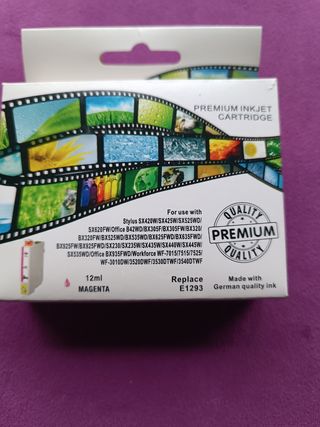 PREMIUM INKJET
CARTRIDGE
For use with
Stylus SX420W/SX425W/SX525WD/
SX620FW/Office B42WD/BX305F/BX305FW/BX320/
BX320FW/BX525WD/BX535WD/BX625FWD/BX635FWD/
BX925FW/BX925FWD/SX230/SX235W/SX435W/SX440W/SX445W/
SX535WD/Office BX935FWD/Workforce WF-7015/7515/7525/
WF-3010DW/3520DWF/3530DTWF/3540DTWF
QUALITY
PREMIUM
QUALITY
12ml
MAGENTA
Replace
E1293
Made with
German quality ink